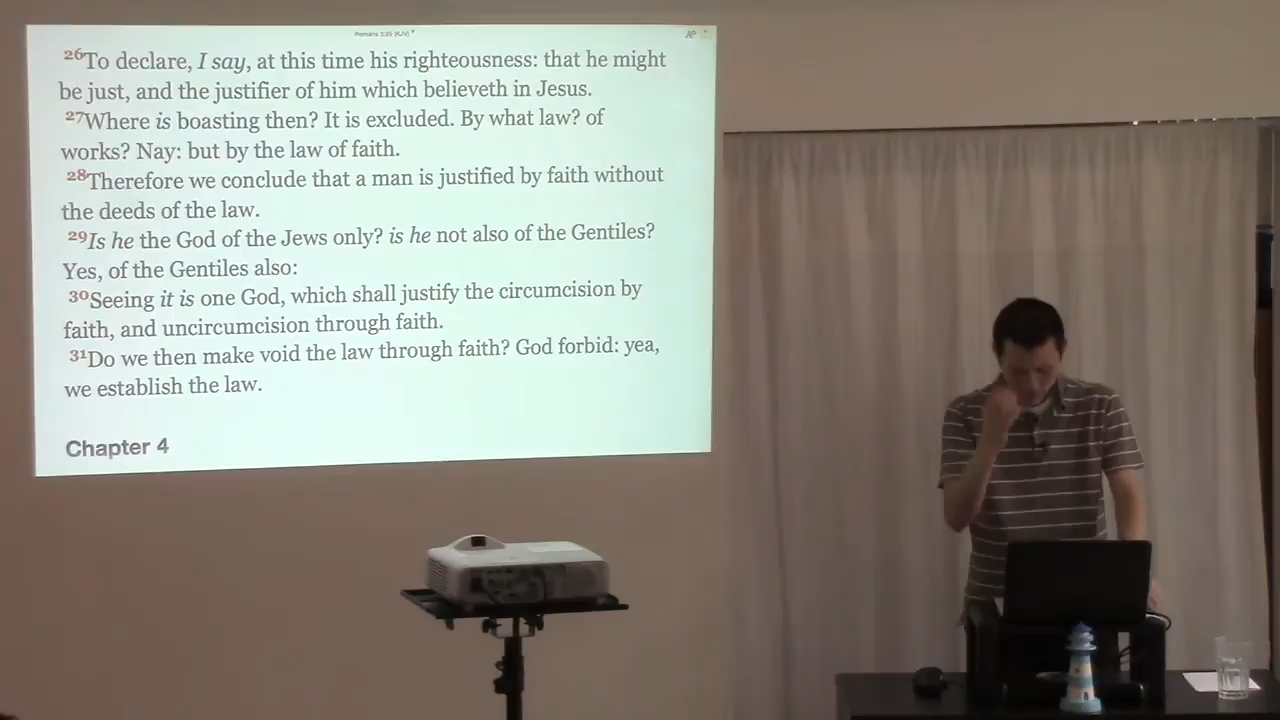 Romans 3:25 (KJV)
26To declare, I say, at this time his righteousness: that he might
be just, and the justifier of him which believeth in Jesus.
27Where is boasting then? It is excluded. By what law? of
works? Nay: but by the law of faith.
28Therefore we conclude that a man is justified by faith without
the deeds of the law.
29Is he the God of the Jews only? is he not also of the Gentiles?
Yes, of the Gentiles also:
30Seeing it is one God, which shall justify the circumcision by
faith, and uncircumcision through faith.
31Do we then make void the law through faith? God forbid: yea,
we establish the law.
Chapter 4